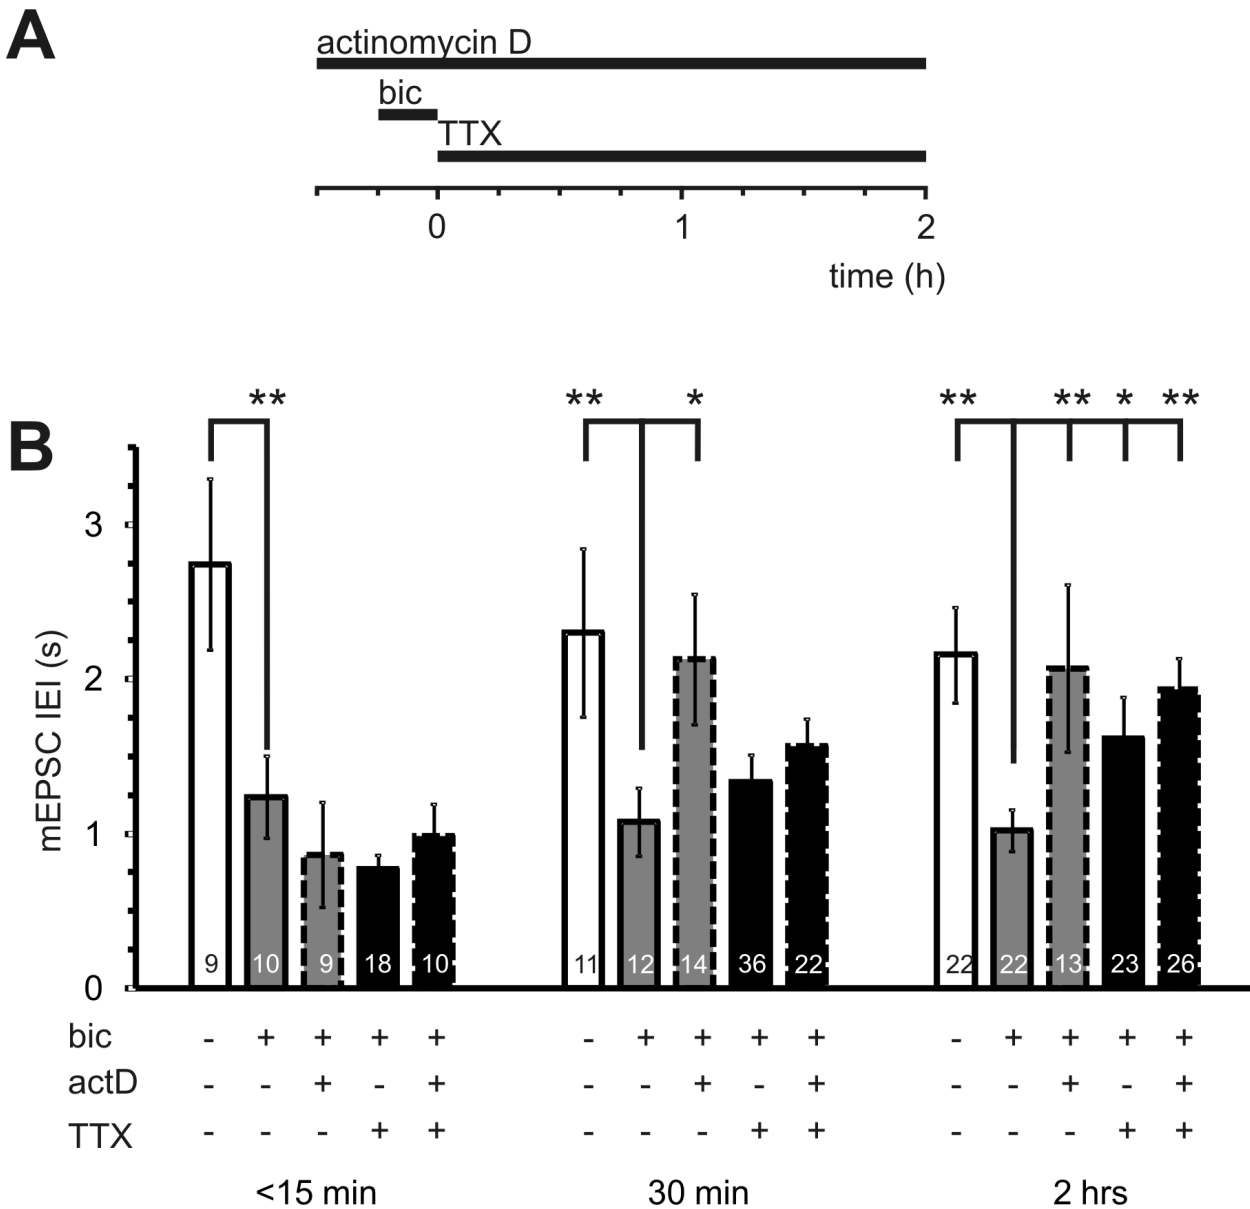 A
actinomycin D
bic
TTX
0 1 2
time (h)
B
** ** * ** ** * **
3
2
1
0
mEPSC IEI (s)
9 10 9 18 10 11 12 14 36 22 22 22 13 23 26
bic - + + + + - + + + + - + + + +
actD - - + - + - - + - + - - + - +
TTX - - - + + - - - + + - - - + +
<15 min 30 min 2 hrs